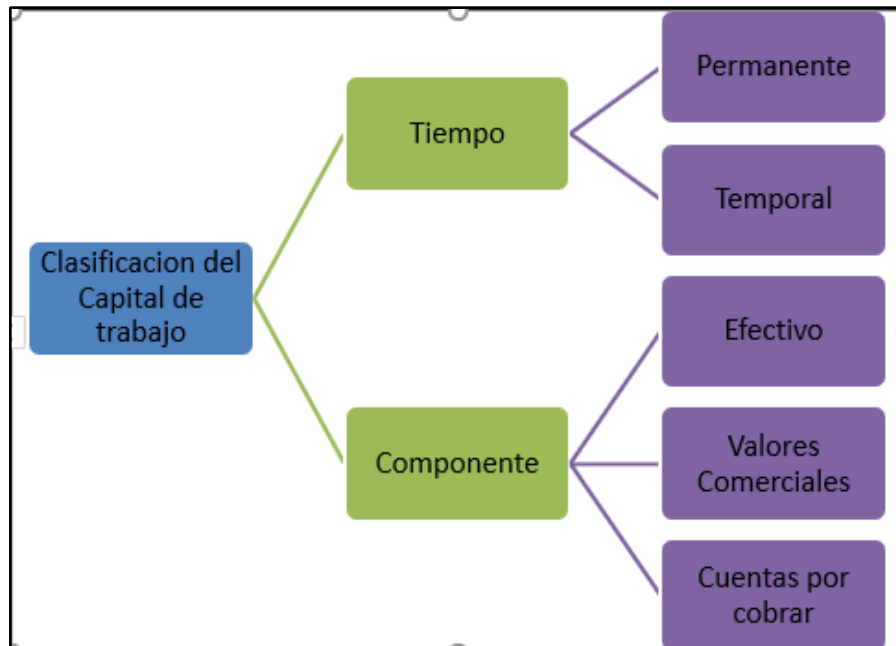 Clasificacion del
Capital de
trabajo
Tiempo
Permanente
Temporal
Componente
Efectivo
Valores
Comerciales
Cuentas por
cobrar